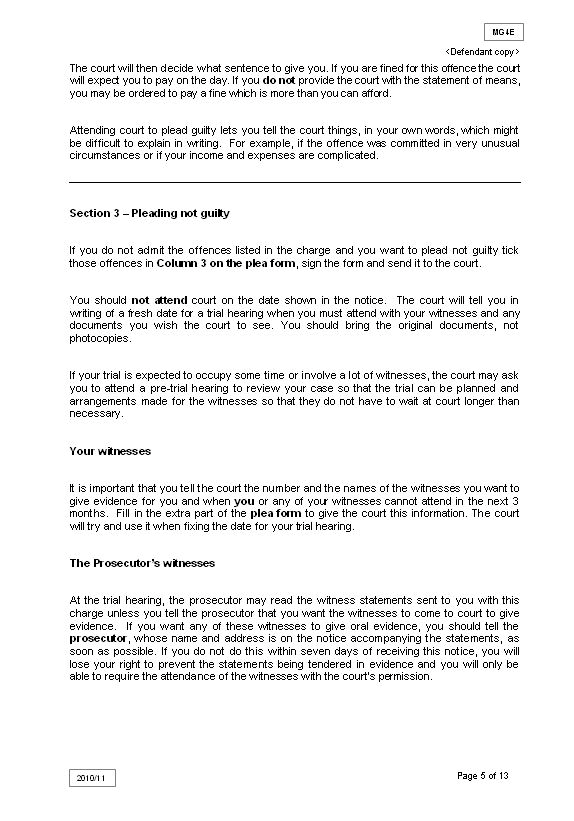 MG4E
<Defendant copy>
The court will then decide what sentence to give you. If you are fined for this offence the court
will expect you to pay on the day. If you do not provide the court with the statement of means,
you may be ordered to pay a fine which is more than you can afford.
Attending court to plead guilty lets you tell the court things, in your own words, which might
be difficult to explain in writing. For example, if the offence was committed in very unusual
circumstances or if your income and expenses are complicated.
Section 3 – Pleading not guilty
If you do not admit the offences listed in the charge and you want to plead not guilty tick
those offences in Column 3 on the plea form, sign the form and send it to the court.
You should not attend court on the date shown in the notice. The court will tell you in
writing of a fresh date for a trial hearing when you must attend with your witnesses and any
documents you wish the court to see. You should bring the original documents, not
photocopies.
If your trial is expected to occupy some time or involve a lot of witnesses, the court may ask
you to attend a pre-trial hearing to review your case so that the trial can be planned and
arrangements made for the witnesses so that they do not have to wait at court longer than
necessary.
Your witnesses
It is important that you tell the court the number and the names of the witnesses you want to
give evidence for you and when you or any of your witnesses cannot attend in the next 3
months. Fill in the extra part of the plea form to give the court this information. The court
will try and use it when fixing the date for your trial hearing.
The Prosecutor's witnesses
At the trial hearing, the prosecutor may read the witness statements sent to you with this
charge unless you tell the prosecutor that you want the witnesses to come to court to give
evidence. If you want any of these witnesses to give oral evidence, you should tell the
prosecutor, whose name and address is on the notice accompanying the statements, as
soon as possible. If you do not do this within seven days of receiving this notice, you will
lose your right to prevent the statements being tendered in evidence and you will only be
able to require the attendance of the witnesses with the court's permission.
2010/11
Page 5 of 13